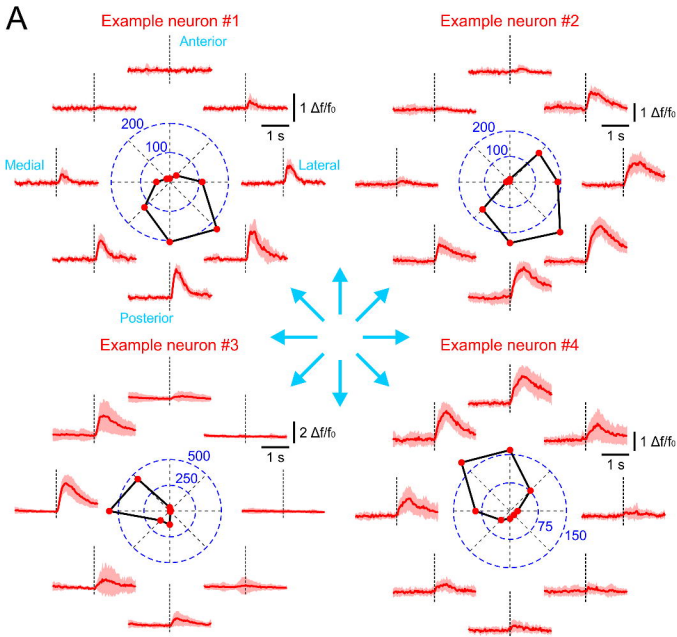 A
Example neuron #1
Example neuron #2
Anterior
1 Δf/f₀
1 s
200
100
Medial
Lateral
Posterior
1 Δf/f₀
1 s
200
100
Example neuron #3
Example neuron #4
2 Δf/f₀
1 s
500
250
1 Δf/f₀
1 s
75
150